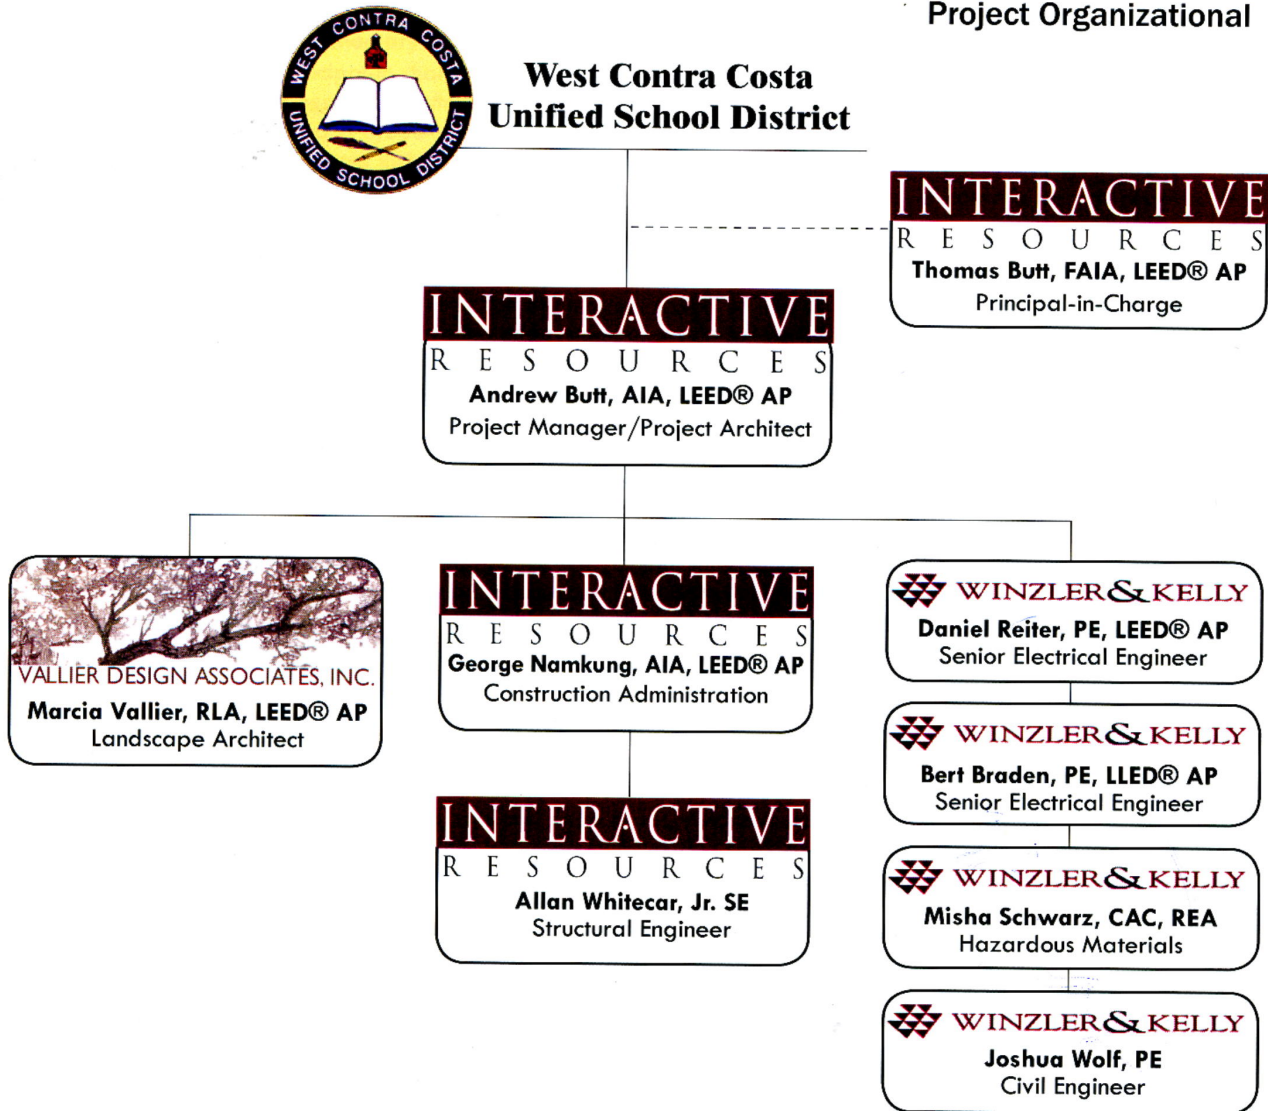 Project Organizational
WEST CONTRA COSTA
UNIFIED SCHOOL DISTRICT
West Contra Costa
Unified School District
INTERACTIVE
RESOURCES
Thomas Butt, FAIA, LEED® AP
Principal-in-Charge
INTERACTIVE
RESOURCES
Andrew Butt, AIA, LEED® AP
Project Manager/Project Architect
VALLIER DESIGN ASSOCIATES, INC.
Marcia Vallier, RLA, LEED® AP
Landscape Architect
INTERACTIVE
RESOURCES
George Namkung, AIA, LEED® AP
Construction Administration
INTERACTIVE
RESOURCES
Allan Whitecar, Jr. SE
Structural Engineer
WINZLER & KELLY
Daniel Reiter, PE, LEED® AP
Senior Electrical Engineer
WINZLER & KELLY
Bert Braden, PE, LLED® AP
Senior Electrical Engineer
WINZLER & KELLY
Misha Schwarz, CAC, REA
Hazardous Materials
WINZLER & KELLY
Joshua Wolf, PE
Civil Engineer